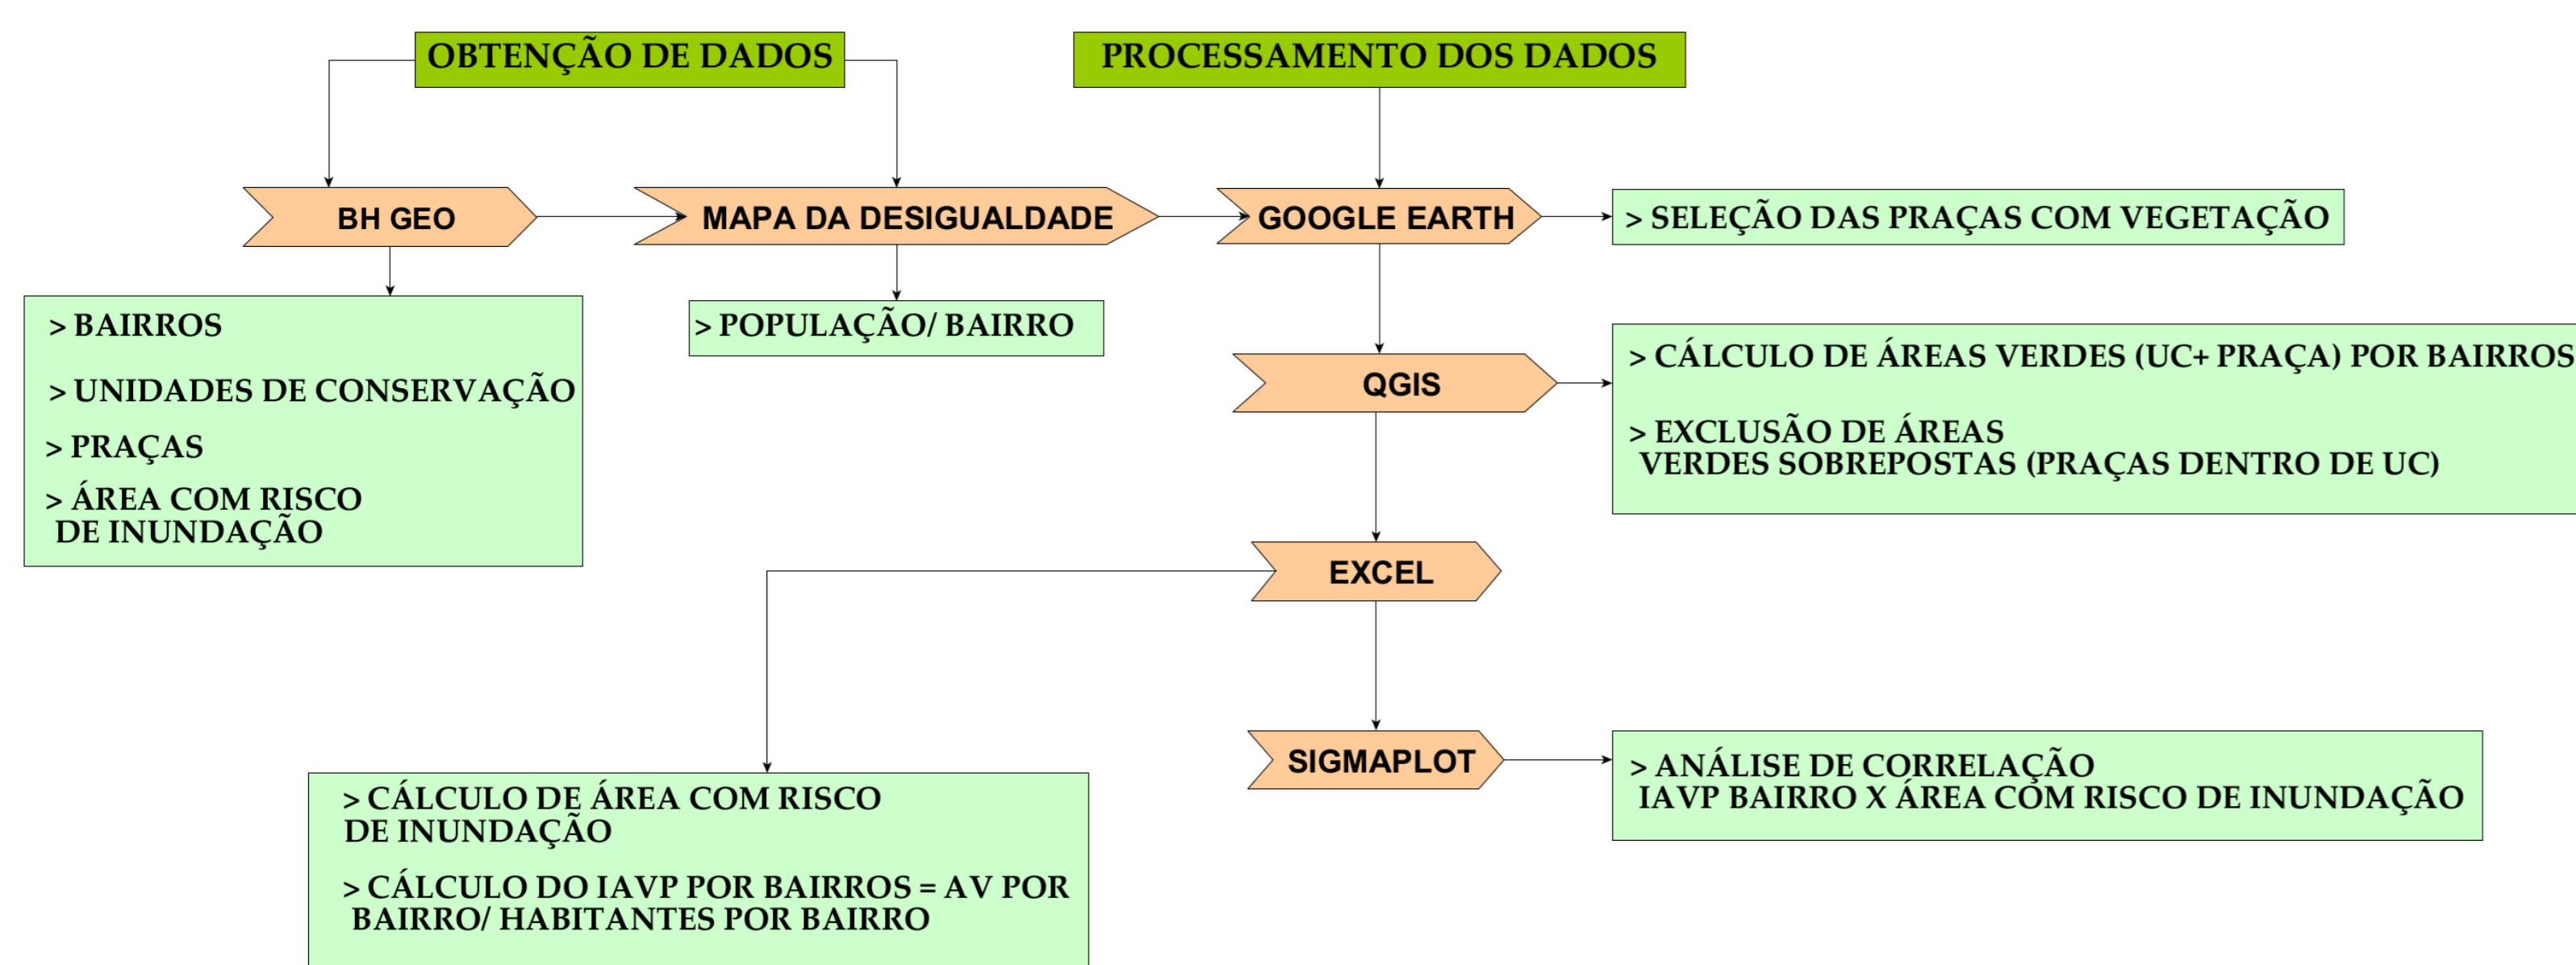 OBTENÇÃO DE DADOS
PROCESSAMENTO DOS DADOS
BH GEO
MAPA DA DESIGUALDADE
GOOGLE EARTH
> SELEÇÃO DAS PRAÇAS COM VEGETAÇÃO
> BAIRROS
> UNIDADES DE CONSERVAÇÃO
> PRAÇAS
> ÁREA COM RISCO
DE INUNDAÇÃO
> POPULAÇÃO/ BAIRRO
QGIS
> CÁLCULO DE ÁREAS VERDES (UC+ PRAÇA) POR BAIRROS
> EXCLUSÃO DE ÁREAS
VERDES SOBREPOSTAS (PRAÇAS DENTRO DE UC)
EXCEL
> CÁLCULO DE ÁREA COM RISCO
DE INUNDAÇÃO
> CÁLCULO DO IAVP POR BAIRROS = AV POR
BAIRRO/ HABITANTES POR BAIRRO
SIGMAPLOT
> ANÁLISE DE CORRELAÇÃO
IAVP BAIRRO X ÁREA COM RISCO DE INUNDAÇÃO